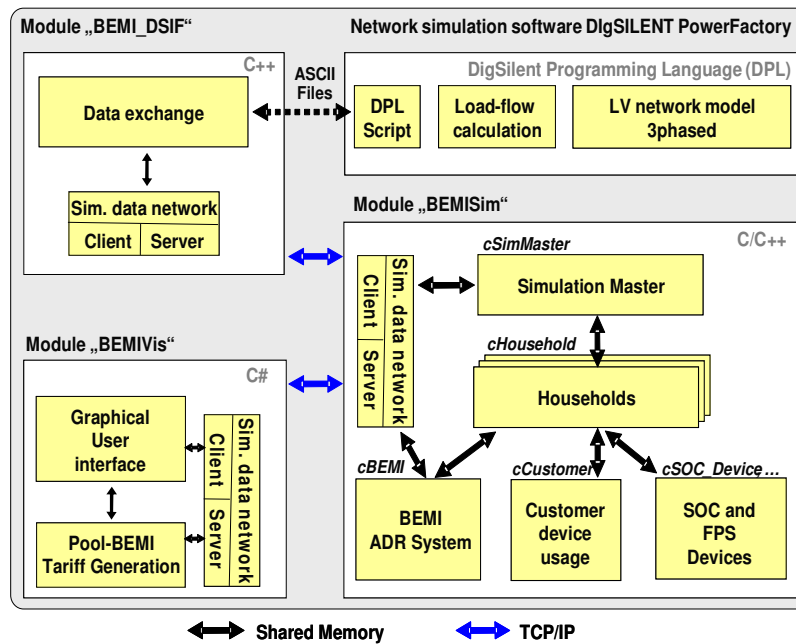 Module „BEMI_DSIF“
C++
Data exchange
Sim. data network
Client Server
ASCII
Files
Network simulation software DIgSILENT PowerFactory
DigSilent Programming Language (DPL)
DPL
Script
Load-flow
calculation
LV network model
3phased
Module „BEMISim“
C/C++
cSimMaster
Simulation Master
Sim. data network
Client Server
cHousehold
Households
cBEMI
BEMI
ADR System
cCustomer
Customer
device
usage
cSOC_Device ...
SOC and
FPS
Devices
Module „BEMIVis“
C#
Graphical
User
interface
Pool-BEMI
Tariff Generation
Sim. data network
Client Server
Shared Memory
TCP/IP